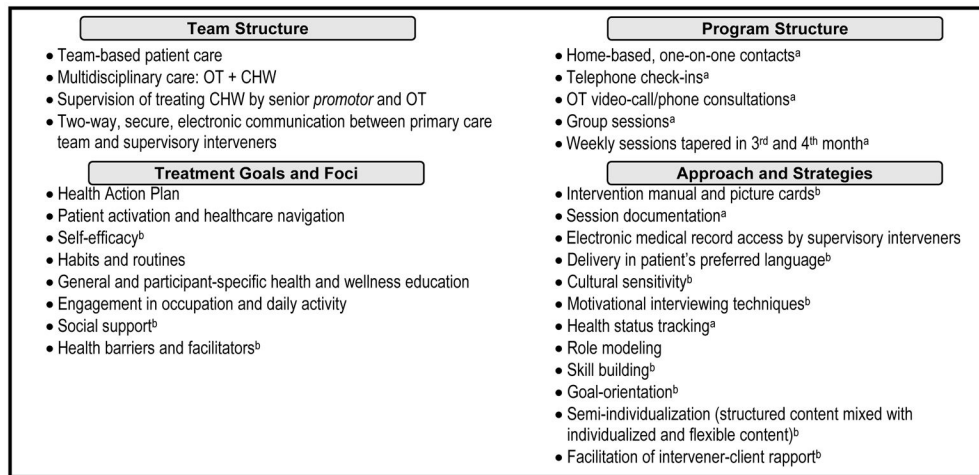 Team Structure
• Team-based patient care
• Multidisciplinary care: OT + CHW
• Supervision of treating CHW by senior promotor and OT
• Two-way, secure, electronic communication between primary care
team and supervisory interveners
Program Structure
• Home-based, one-on-one contactsᵃ
• Telephone check-insᵃ
• OT video-call/phone consultationsᵃ
• Group sessionsᵃ
• Weekly sessions tapered in 3ʳᵈ and 4ᵗʰ monthᵃ
Treatment Goals and Foci
• Health Action Plan
• Patient activation and healthcare navigation
• Self-efficacyᵇ
• Habits and routines
• General and participant-specific health and wellness education
• Engagement in occupation and daily activity
• Social supportᵇ
• Health barriers and facilitatorsᵇ
Approach and Strategies
• Intervention manual and picture cardsᵇ
• Session documentationᵃ
• Electronic medical record access by supervisory interveners
• Delivery in patient's preferred languageᵇ
• Cultural sensitivityᵇ
• Motivational interviewing techniquesᵇ
• Health status trackingᵃ
• Role modeling
• Skill buildingᵇ
• Goal-orientationᵇ
• Semi-individualization (structured content mixed with
individualized and flexible content)ᵇ
• Facilitation of intervener-client rapportᵇ